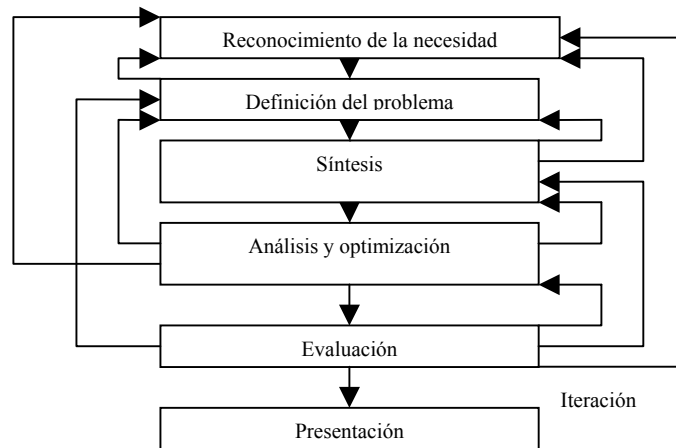 Reconocimiento de la necesidad
Definición del problema
Síntesis
Análisis y optimización
Evaluación
Iteración
Presentación